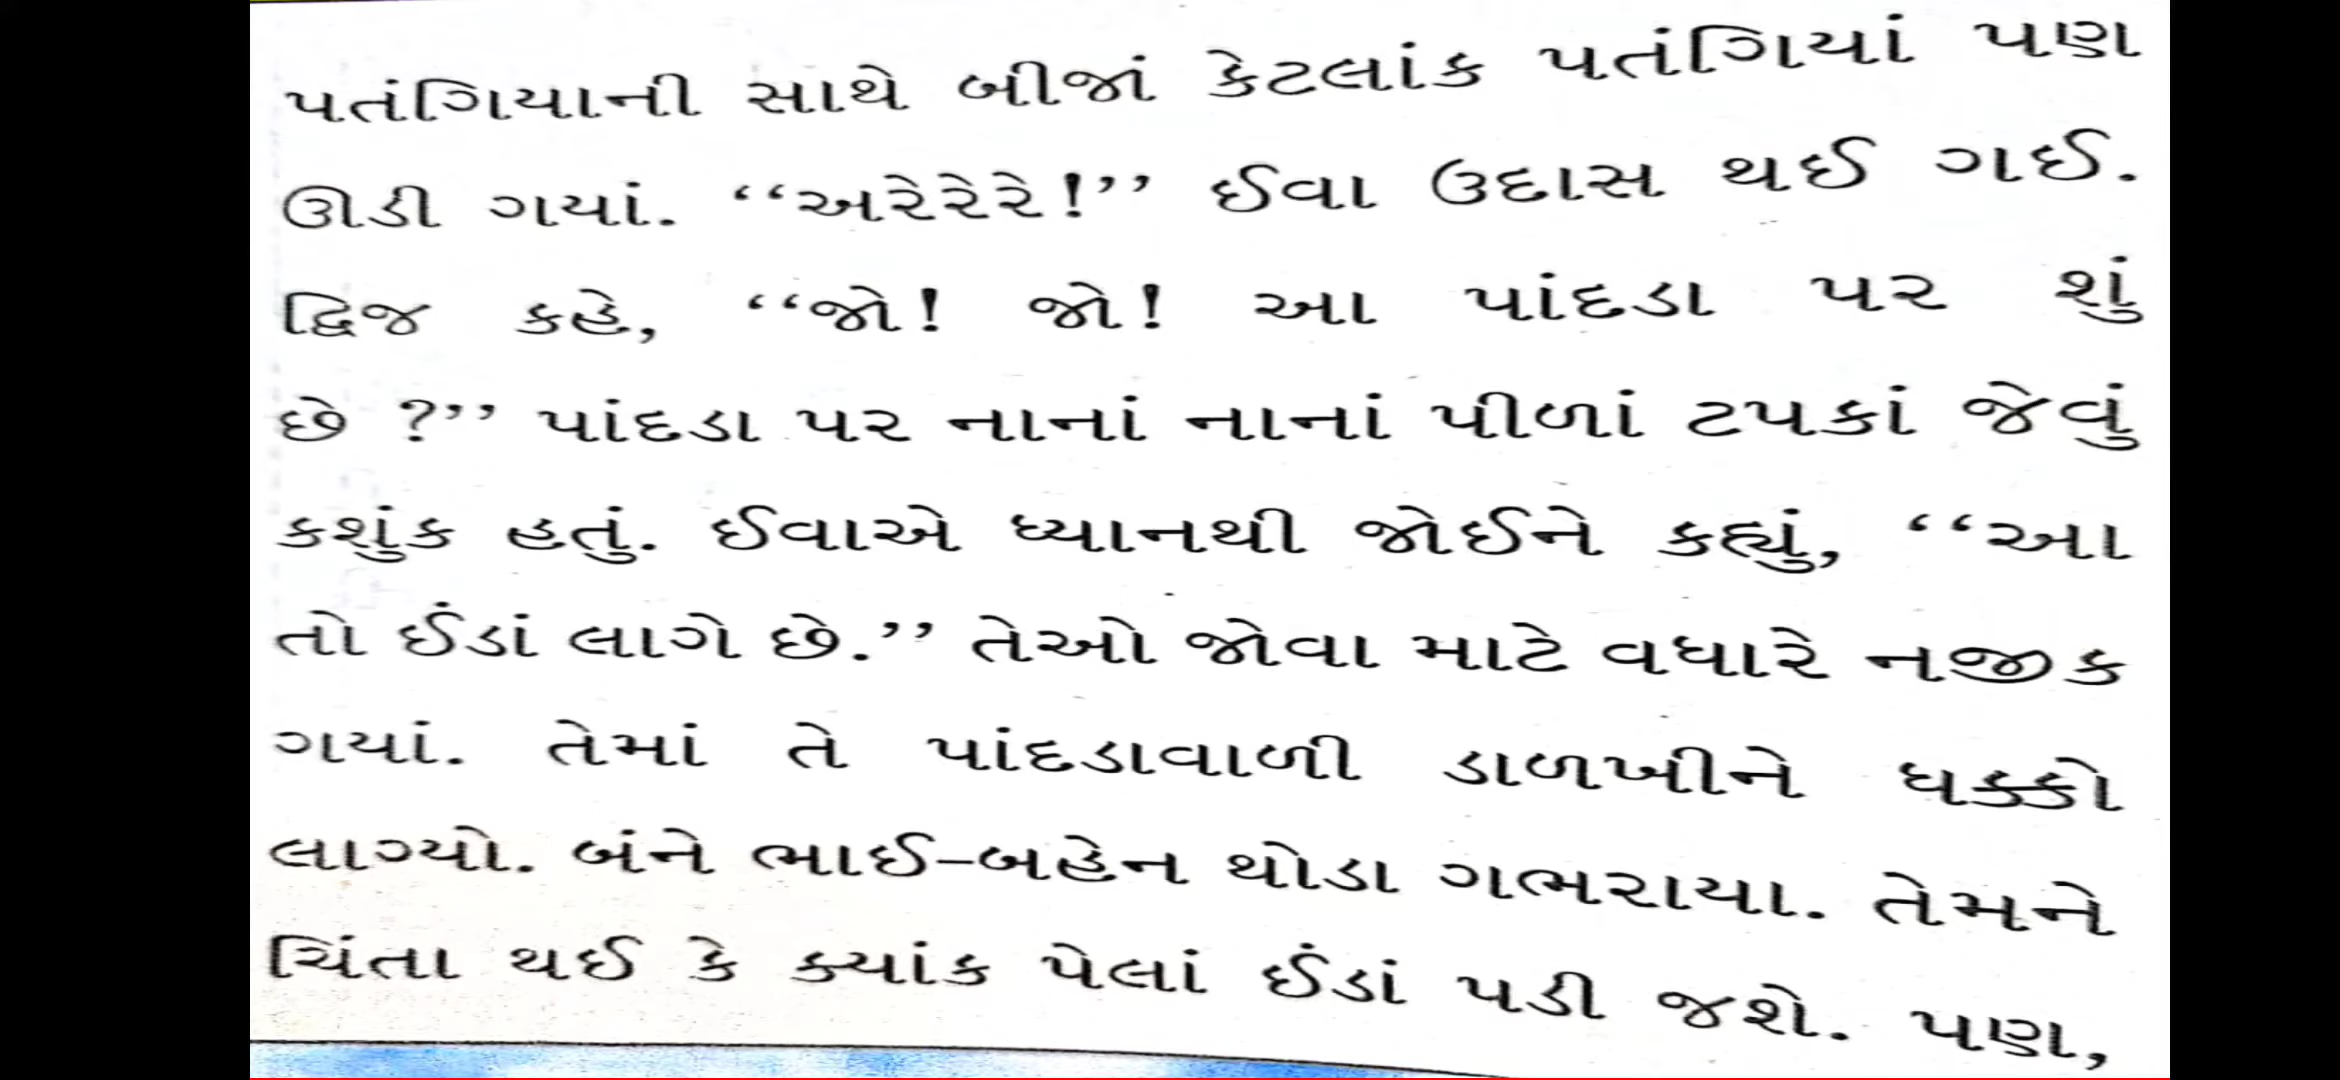 પતંગિયાની સાથે બીજાં કેટલાંક પતંગિયાં પણ
ઊડી ગયાં. ‘‘અરેરેરે!’’ ઈવા ઉદાસ થઈ ગઈ.
દ્વિજ કહે, ‘‘જો! જો! આ પાંદડા પર શું
છે ?’’ પાંદડા પર નાનાં નાનાં પીળાં ટપકાં જેવું
કશુંક હતું. ઈવાએ ધ્યાનથી જોઈને કહ્યું, ‘‘આ
તો ઈંડાં લાગે છે.’’ તેઓ જોવા માટે વધારે નજીક
ગયાં. તેમાં તે પાંદડાવાળી ડાળખીને ધક્કો
લાગ્યો. બંને ભાઈ–બહેન થોડા ગભરાયા. તેમને
ચિંતા થઈ કે ક્યાંક પેલાં ઈંડાં પડી જશે. પણ,